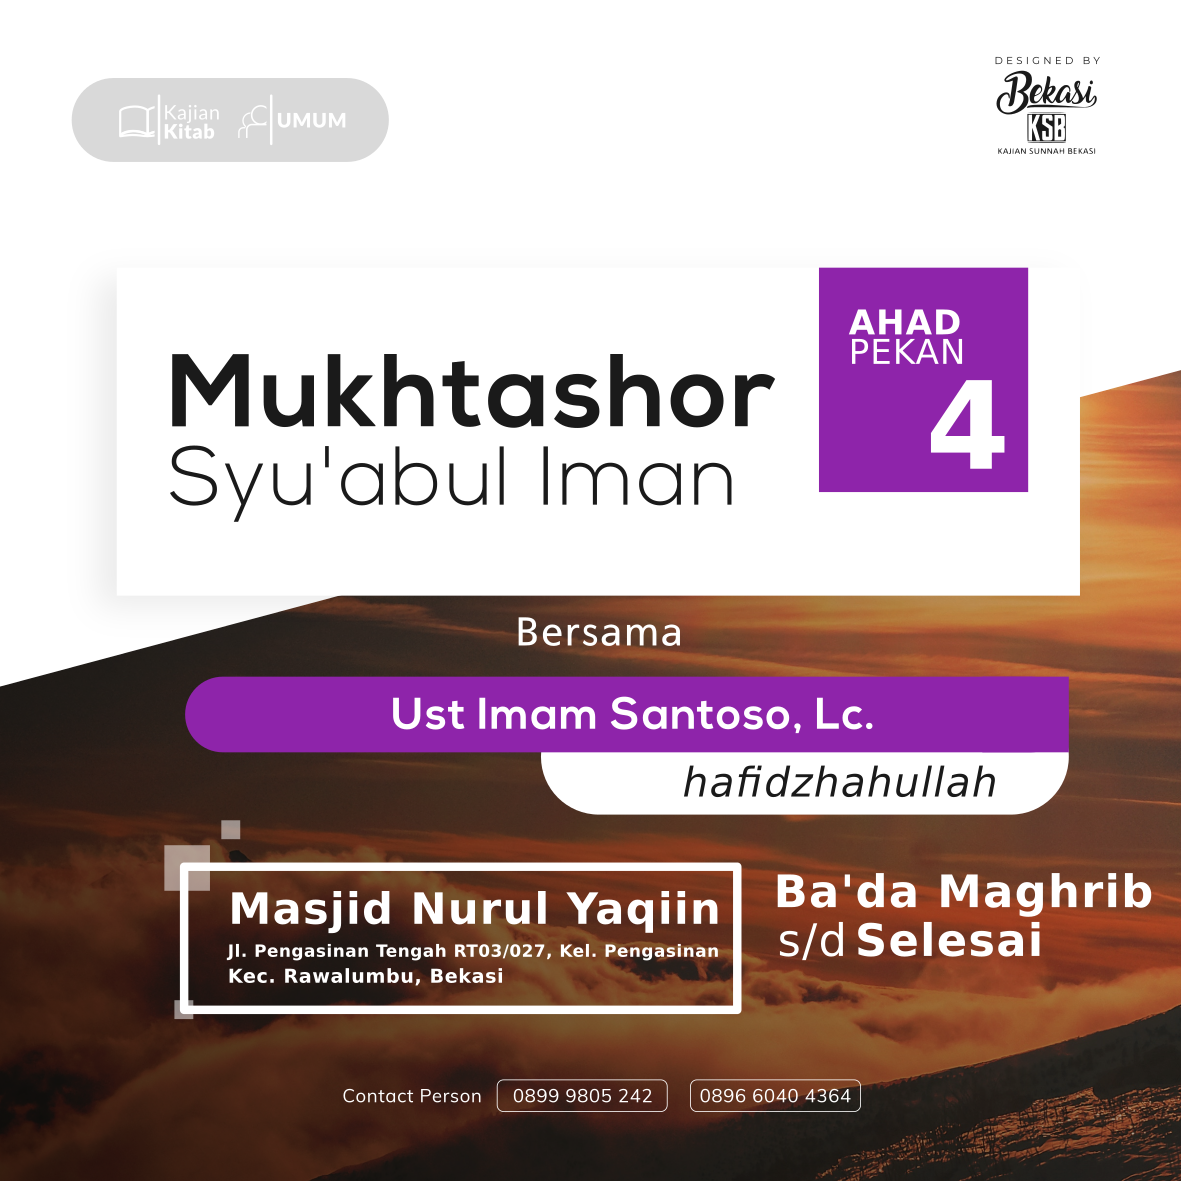 Kajian
Kitab
UMUM
DESIGNED BY
Bekasi
KSB
KAJIAN SUNNAH BEKASI
Mukhtashor
Syu'abul Iman
AHAD
PEKAN
4
Bersama
Ust Imam Santoso, Lc.
hafidzhahullah
Masjid Nurul Yaqiin
Jl. Pengasinan Tengah RT03/027, Kel. Pengasinan
Kec. Rawalumbu, Bekasi
Ba'da Maghrib
s/d Selesai
Contact Person 0899 9805 242 0896 6040 4364